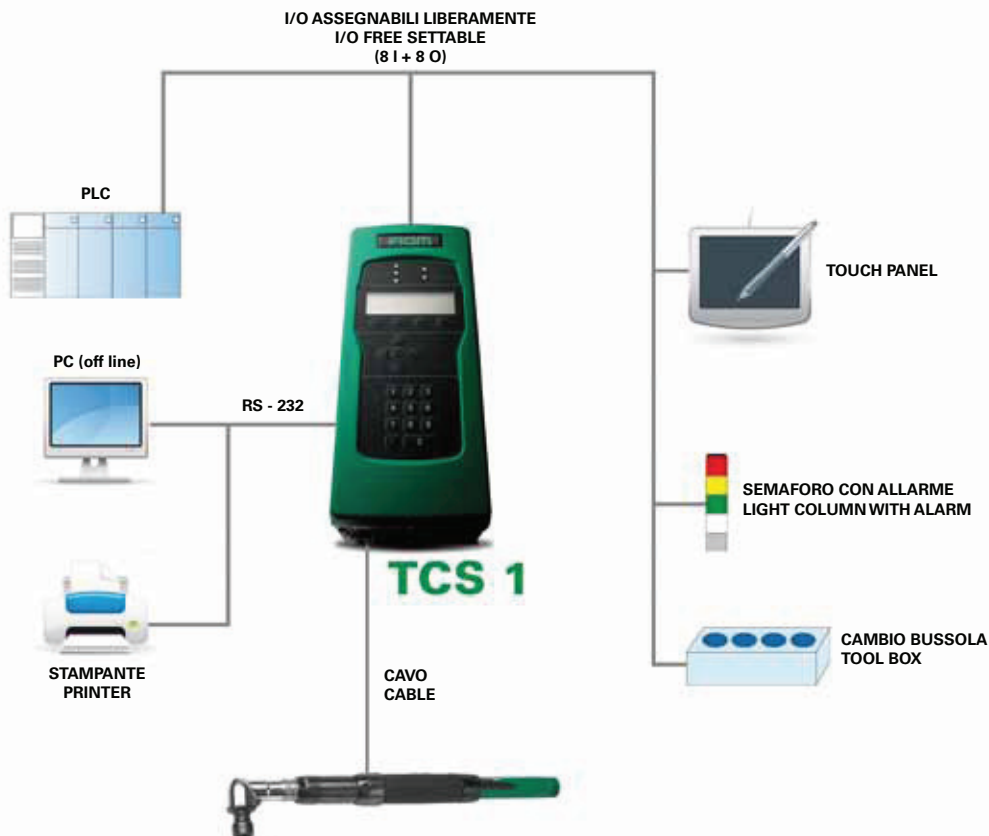 I/O ASSEGNABILI LIBERAMENTE
I/O FREE SETTABLE
(8 I + 8 O)
PLC
FIAM
TOUCH PANEL
PC (off line)
RS - 232
SEMAFORO CON ALLARME
LIGHT COLUMN WITH ALARM
TCS 1
CAMBIO BUSSOLA
TOOL BOX
STAMPANTE
PRINTER
CAVO
CABLE